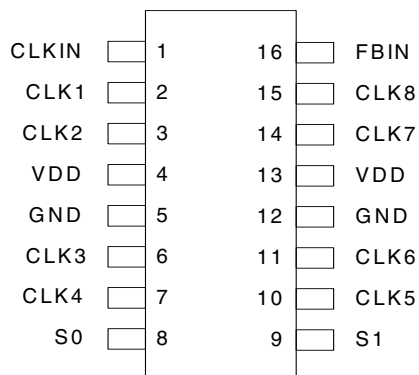 CLKIN 1 16 FBIN
CLK1 2 15 CLK8
CLK2 3 14 CLK7
VDD 4 13 VDD
GND 5 12 GND
CLK3 6 11 CLK6
CLK4 7 10 CLK5
S0 8 9 S1